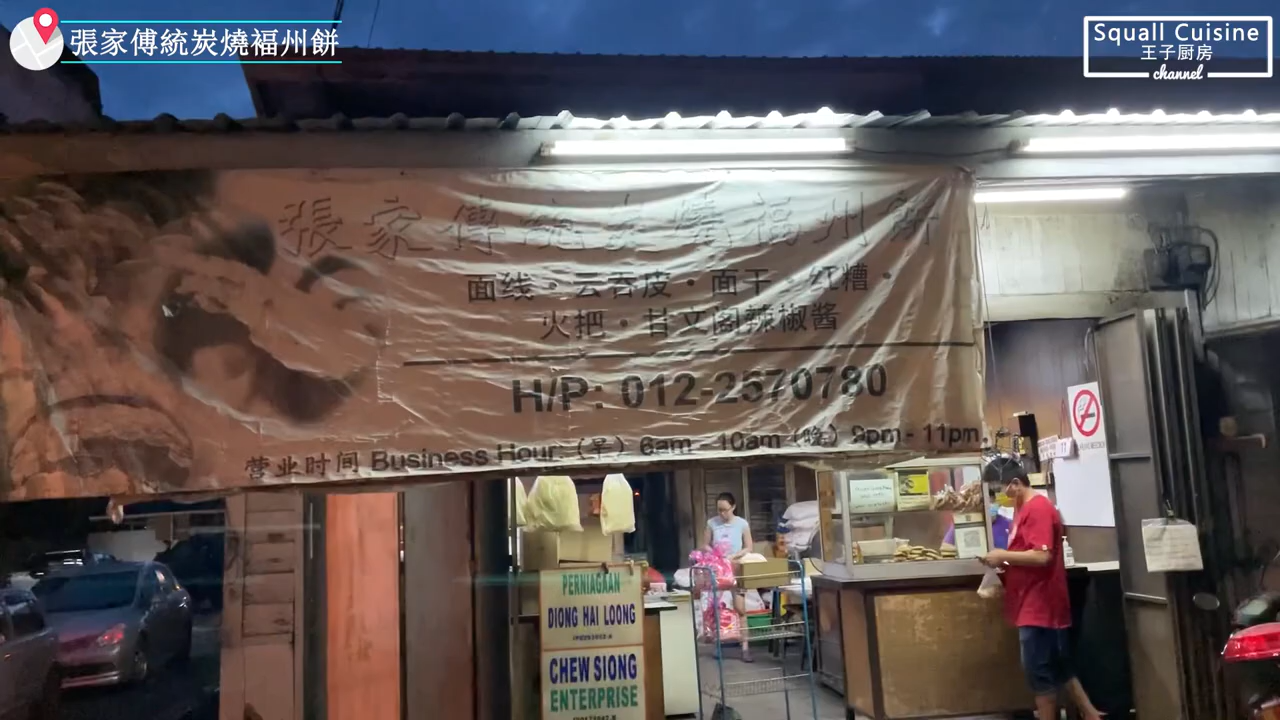 張家傳統炭燒福州餅
Squall Cuisine
王子厨房
channel
張家傳統炭燒福州餅
面线·云吞皮·面干·红糟·
火把·甘文阁辣椒酱
H/P: 012-2570780
营业时间 Business Hour:（早）6am - 10am（晚）9pm - 11pm
PERNIAGAAN
DIONG HAI LOONG
CHEW SIONG
ENTERPRISE